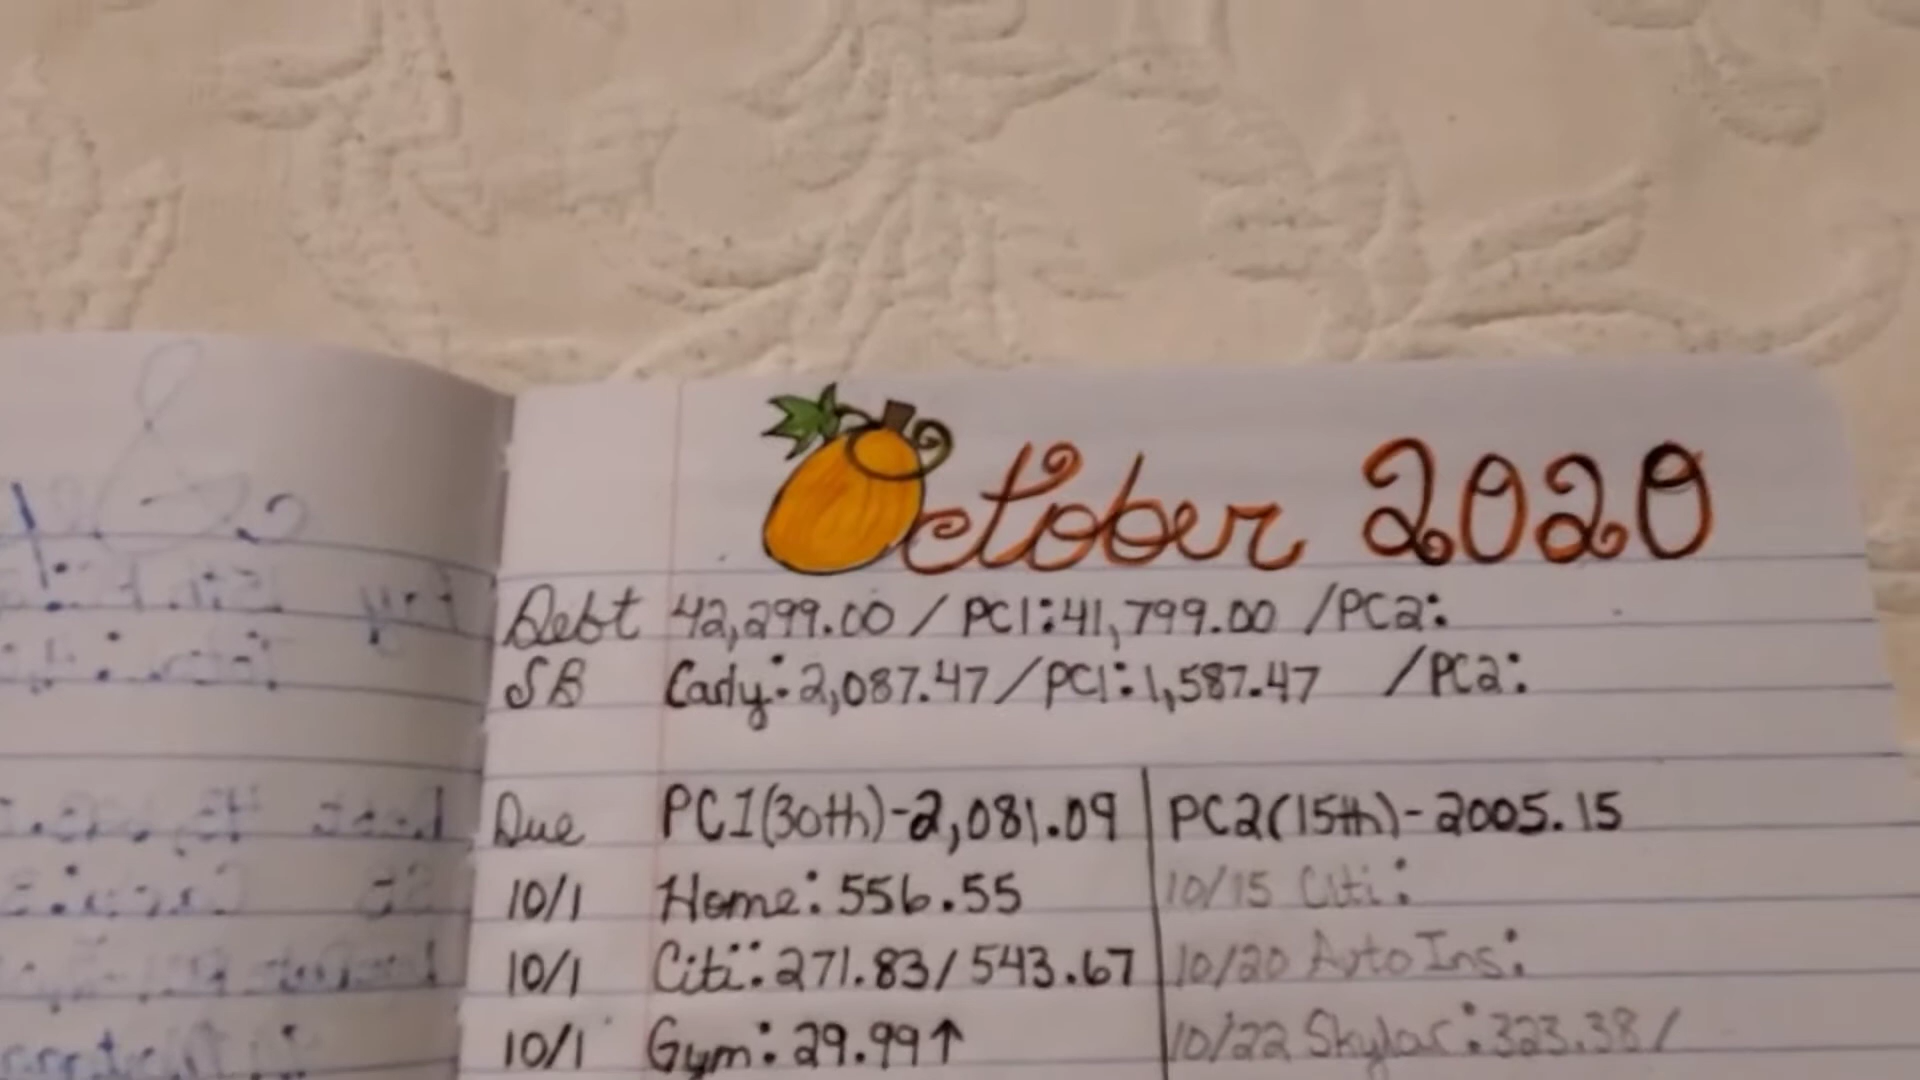 October 2020
Debt 42,299.00 / PC1:41,799.00 /PC2:
SB Cady:2,087.47/PC1:1,587.47 /PC2:
Due PC1(30th)-2,081.09 PC2(15th)-2005.15
10/1 Home:556.55 10/15 Citi:
10/1 Citi:271.83/543.67 10/20 Auto Ins:
10/1 Gym:29.99↑ 10/22 Skylar:323.38/